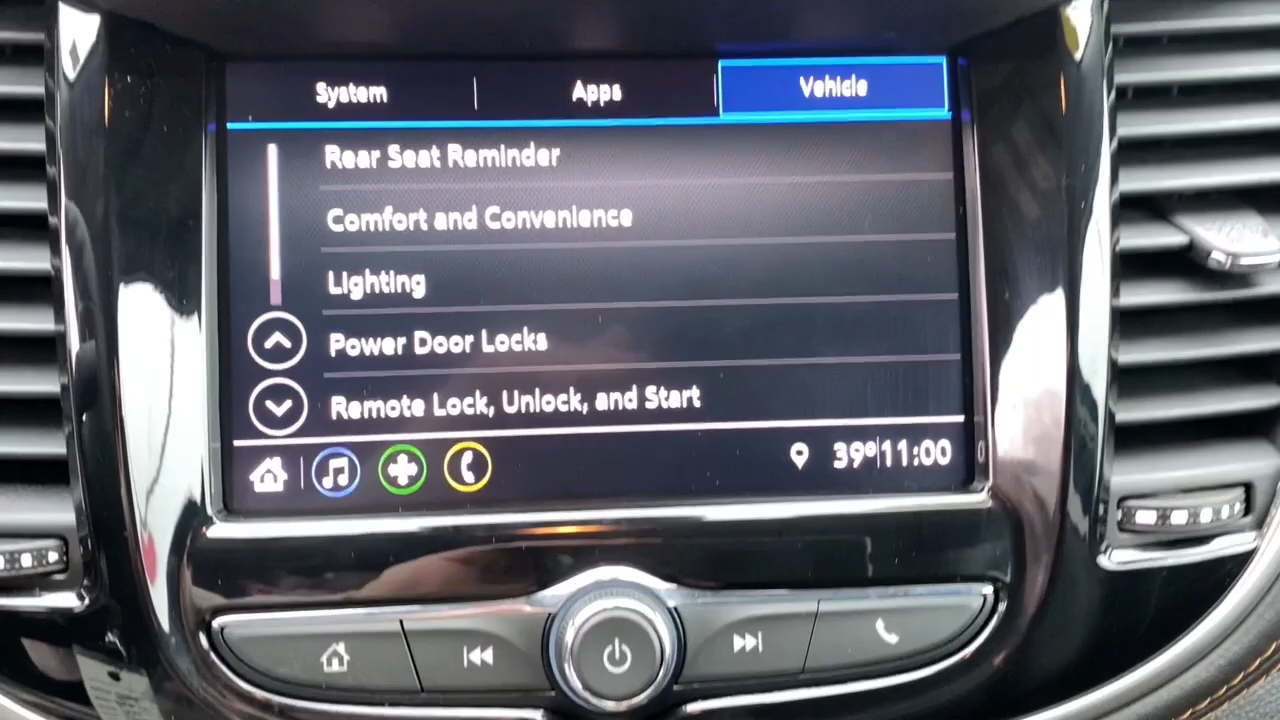 System Apps Vehicle
Rear Seat Reminder
Comfort and Convenience
Lighting
Power Door Locks
Remote Lock, Unlock, and Start
39° 11:00